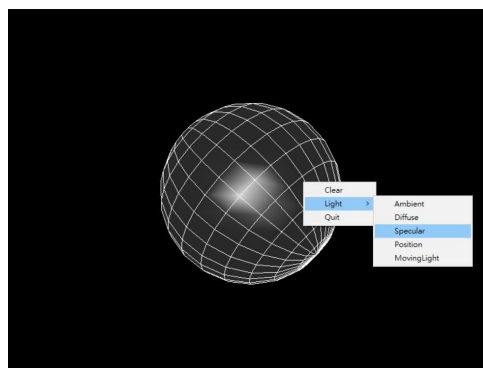 Clear
Light
Quit
Ambient
Diffuse
Specular
Position
MovingLight